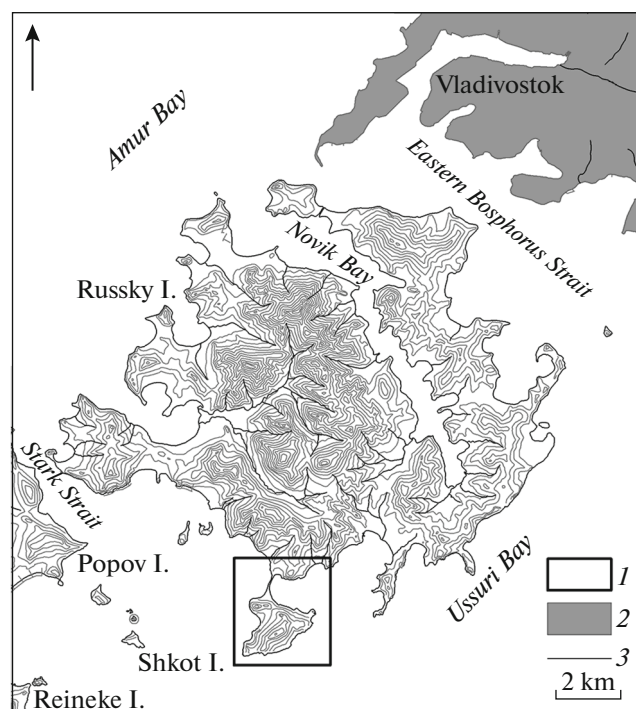 Vladivostok
Amur Bay
Eastern Bosphorus Strait
Novik Bay
Russky I.
Stark Strait
Popov I.
Ussuri Bay
1
2
Shkot I.
3
2 km
Reineke I.